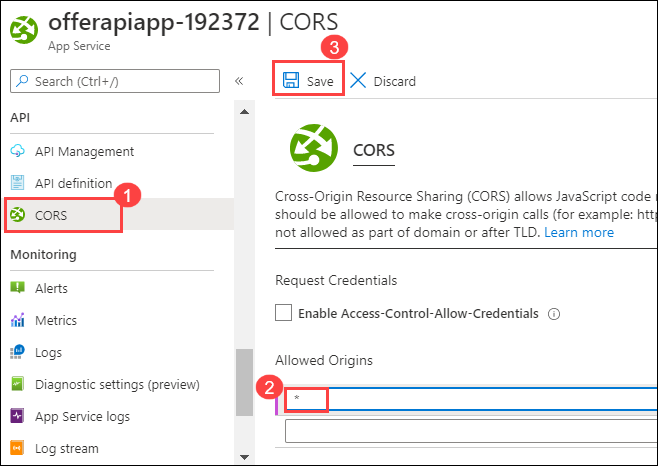 offerapiapp-192372 | CORS
App Service
3
Search (Ctrl+/)
«
Save
Discard
API
API Management
API definition
1
CORS
CORS
Cross-Origin Resource Sharing (CORS) allows JavaScript code
should be allowed to make cross-origin calls (for example: htt
not allowed as part of domain or after TLD. Learn more
Monitoring
Alerts
Metrics
Logs
Diagnostic settings (preview)
App Service logs
Log stream
Request Credentials
Enable Access-Control-Allow-Credentials
Allowed Origins
2
*